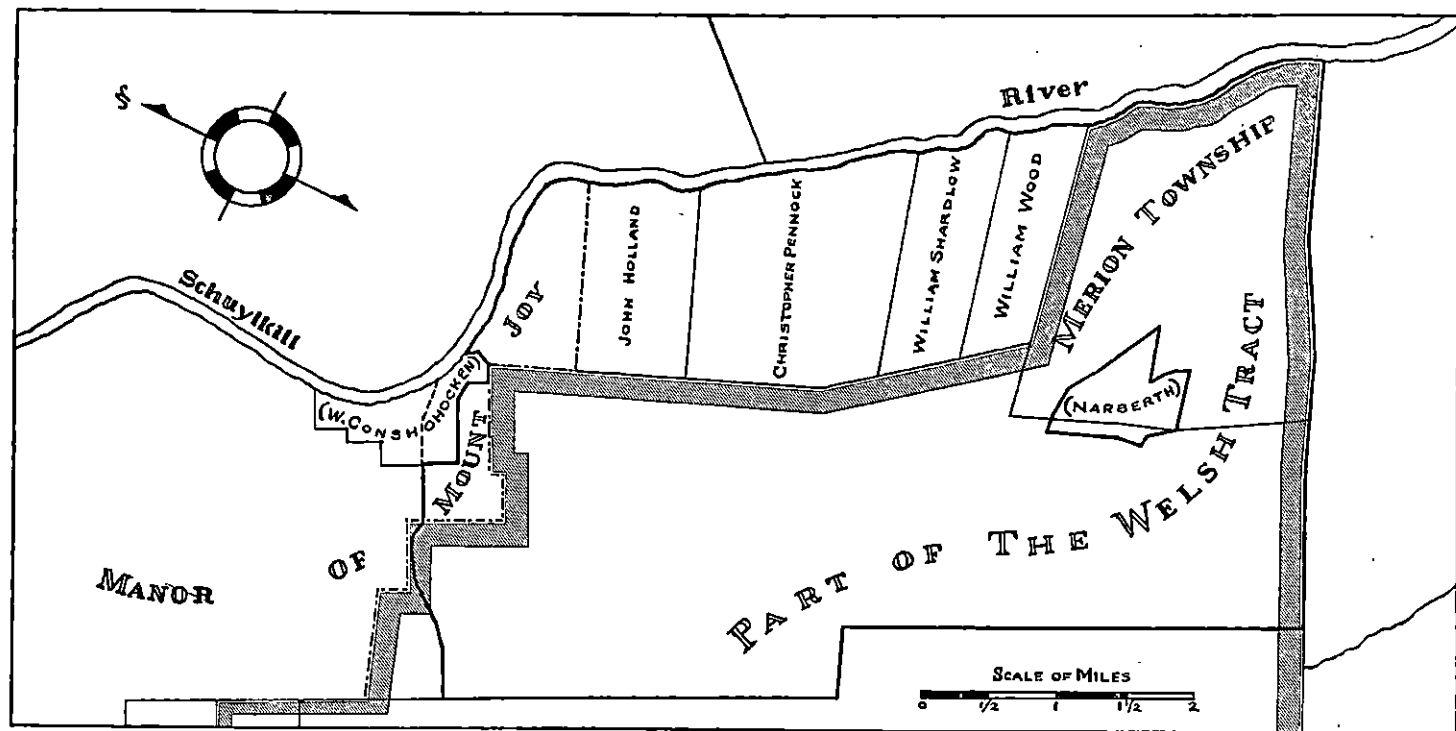 River
Schuylkill
JOHN HOLLAND
CHRISTOPHER PENNOCK
WILLIAM SHARDLOW
WILLIAM WOOD
MERION TOWNSHIP
(W. CONSHOHOCKEN)
(NARBERTH)
MANOR OF MOUNT JOY
PART OF THE WELSH TRACT
SCALE OF MILES
0 1/2 1 1 1/2 2